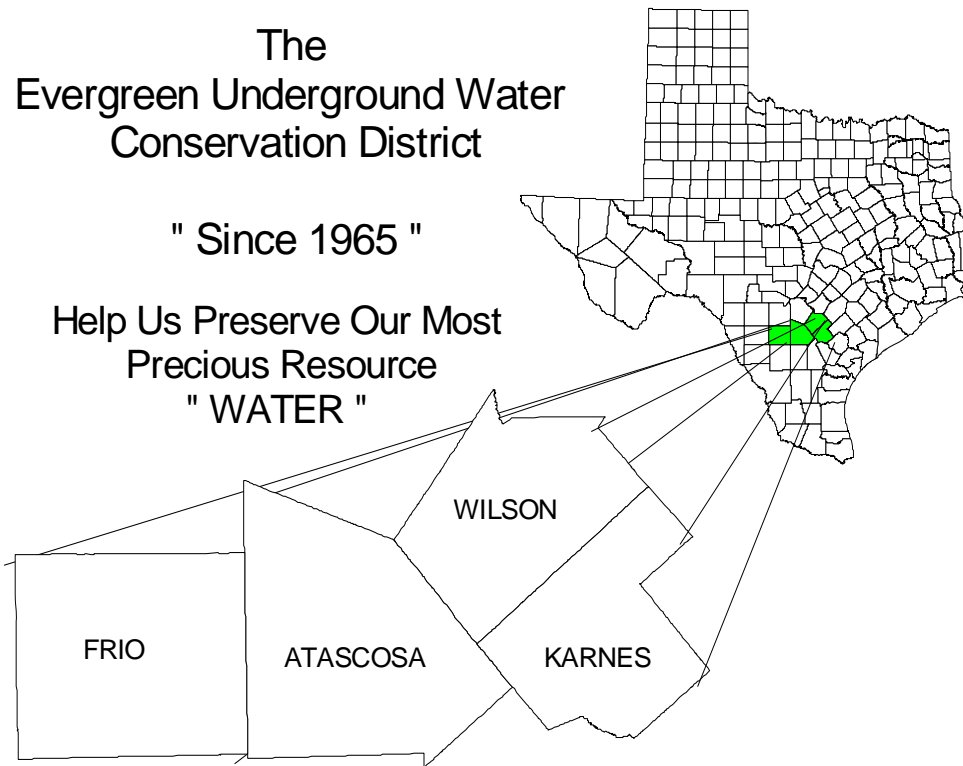 The
Evergreen Underground Water
Conservation District
" Since 1965 "
Help Us Preserve Our Most
Precious Resource
" WATER "
WILSON
FRIO
ATASCOSA
KARNES